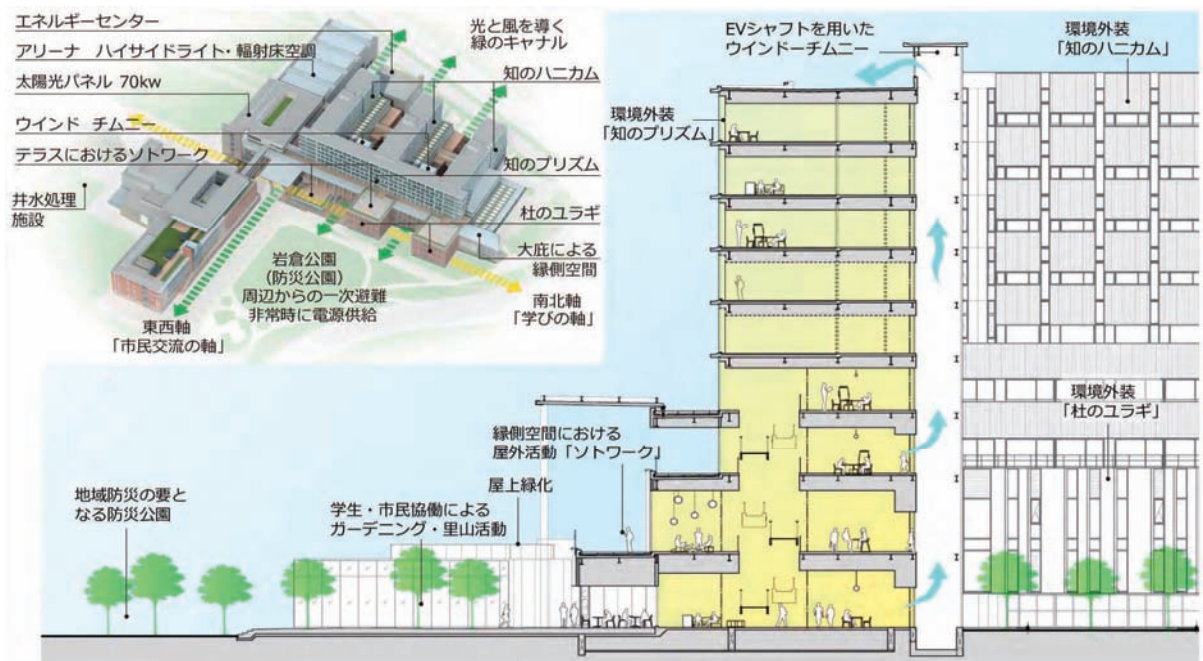 エネルギーセンター
アリーナ　ハイサイドライト・輻射床空調
太陽光パネル 70kw
ウインド　チムニー
テラスにおけるソトワーク
井水処理
施設
光と風を導く
緑のキャナル
知のハニカム
知のプリズム
杜のユラギ
大庇による
縁側空間
岩倉公園
(防災公園)
周辺からの一次避難
非常時に電源供給
東西軸
「市民交流の軸」
南北軸
「学びの軸」
EVシャフトを用いた
ウインドーチムニー
環境外装
「知のハニカム」
環境外装
「知のプリズム」
環境外装
「杜のユラギ」
縁側空間における
屋外活動「ソトワーク」
屋上緑化
学生・市民協働による
ガーデニング・里山活動
地域防災の要と
なる防災公園